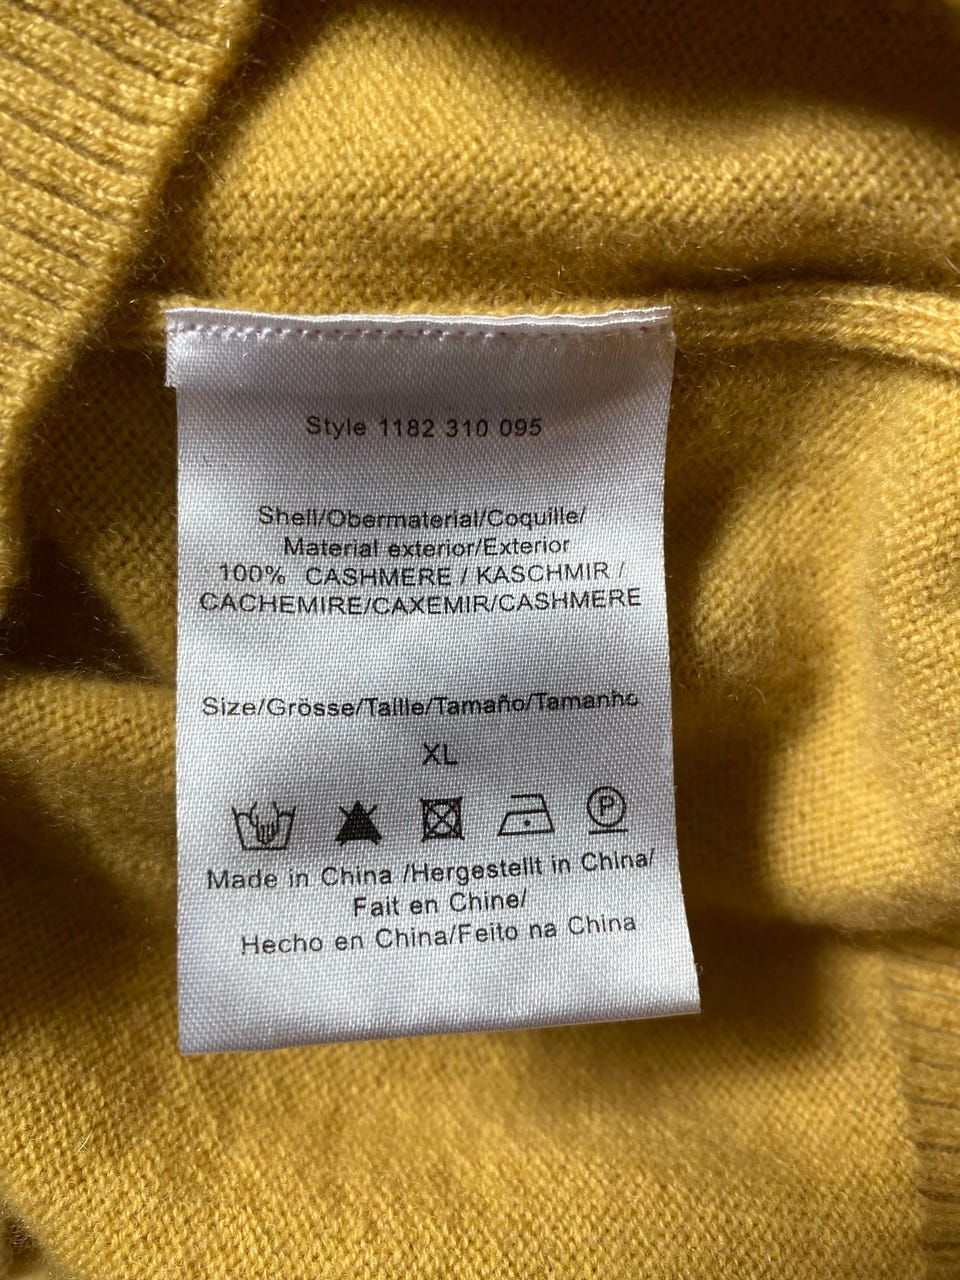 Style 1182 310 095
Shell/Obermaterial/Coquille/
Material exterior/Exterior
100% CASHMERE / KASCHMIR /
CACHEMIRE/CAXEMIR/CASHMERE
Size/Grösse/Taille/Tamaño/Tamanho
XL
P
Made in China /Hergestellt in China/
Fait en Chine/
Hecho en China/Feito na China